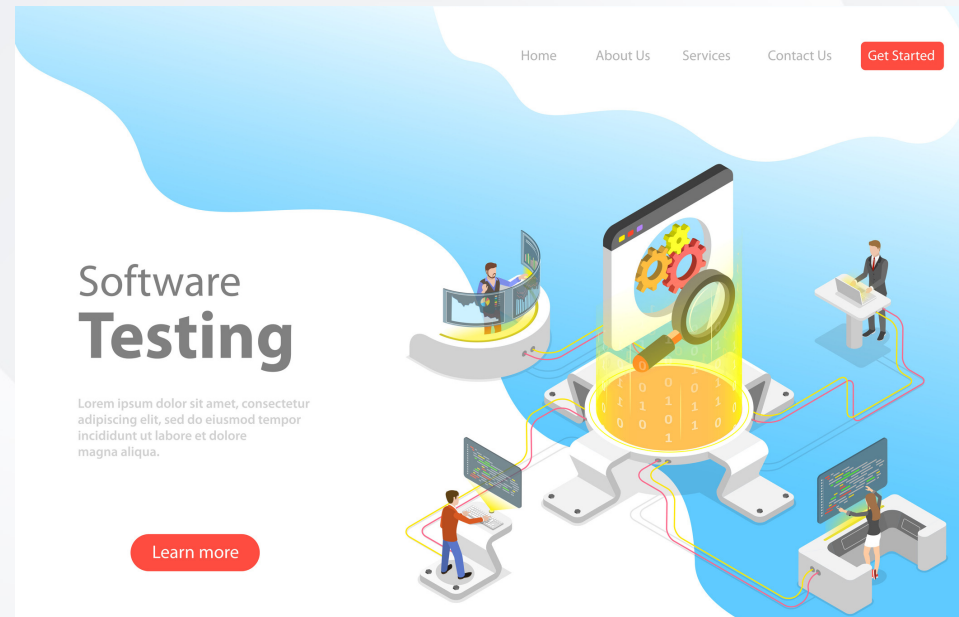 Home
About Us
Services
Contact Us
Get Started
Software
Testing
Lorem ipsum dolor sit amet, consectetur
adipiscing elit, sed do eiusmod tempor
incididunt ut labore et dolore
magna aliqua.
Learn more